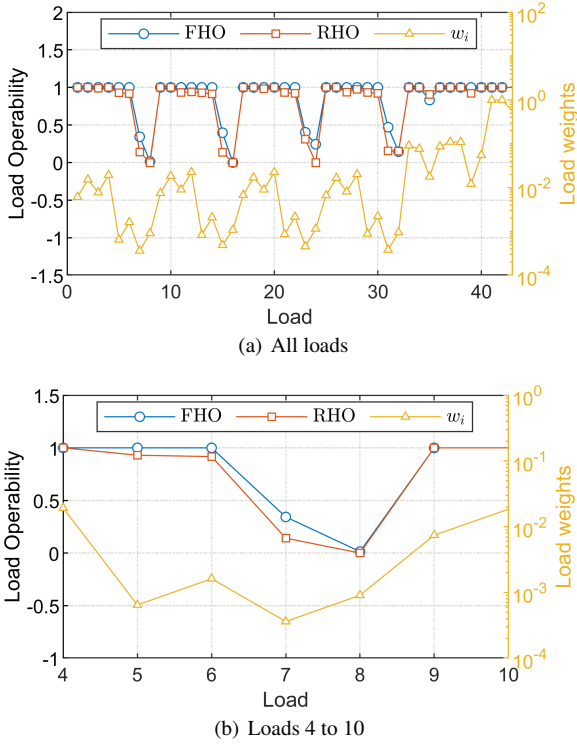 FHO RHO w_i
2
1.5
1
0.5
0
-0.5
-1
-1.5
Load Operability
10^2
10^0
10^-2
10^-4
Load weights
0 10 20 30 40
Load
(a) All loads
FHO RHO w_i
1.5
1
0.5
0
-0.5
-1
Load Operability
10^0
10^-1
10^-2
10^-3
10^-4
Load weights
4 5 6 7 8 9 10
Load
(b) Loads 4 to 10